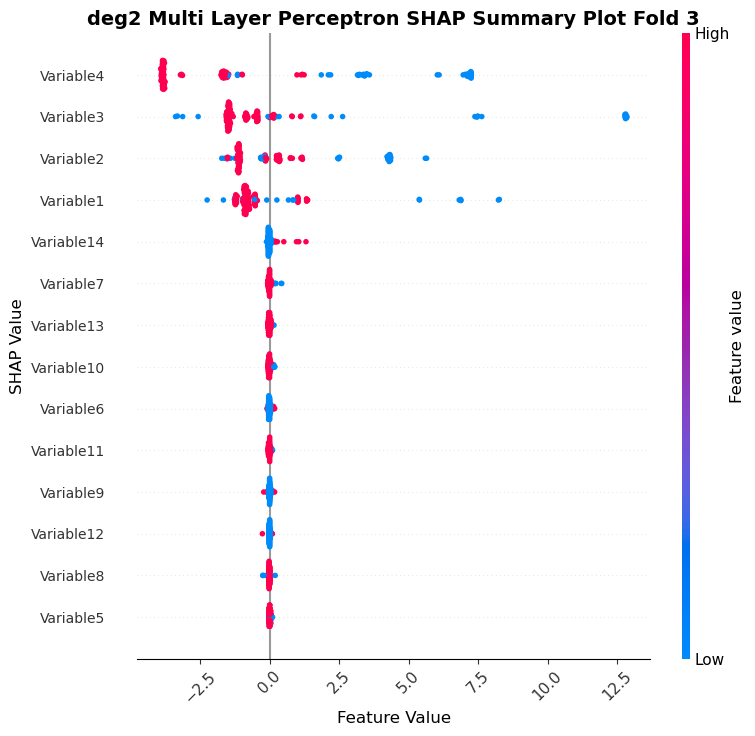 deg2 Multi Layer Perceptron SHAP Summary Plot Fold 3
High
Variable4
Variable3
Variable2
Variable1
Variable14
Variable7
Variable13
Variable10
Variable6
Variable11
Variable9
Variable12
Variable8
Variable5
SHAP Value
Feature value
Low
−2.5 0.0 2.5 5.0 7.5 10.0 12.5
Feature Value